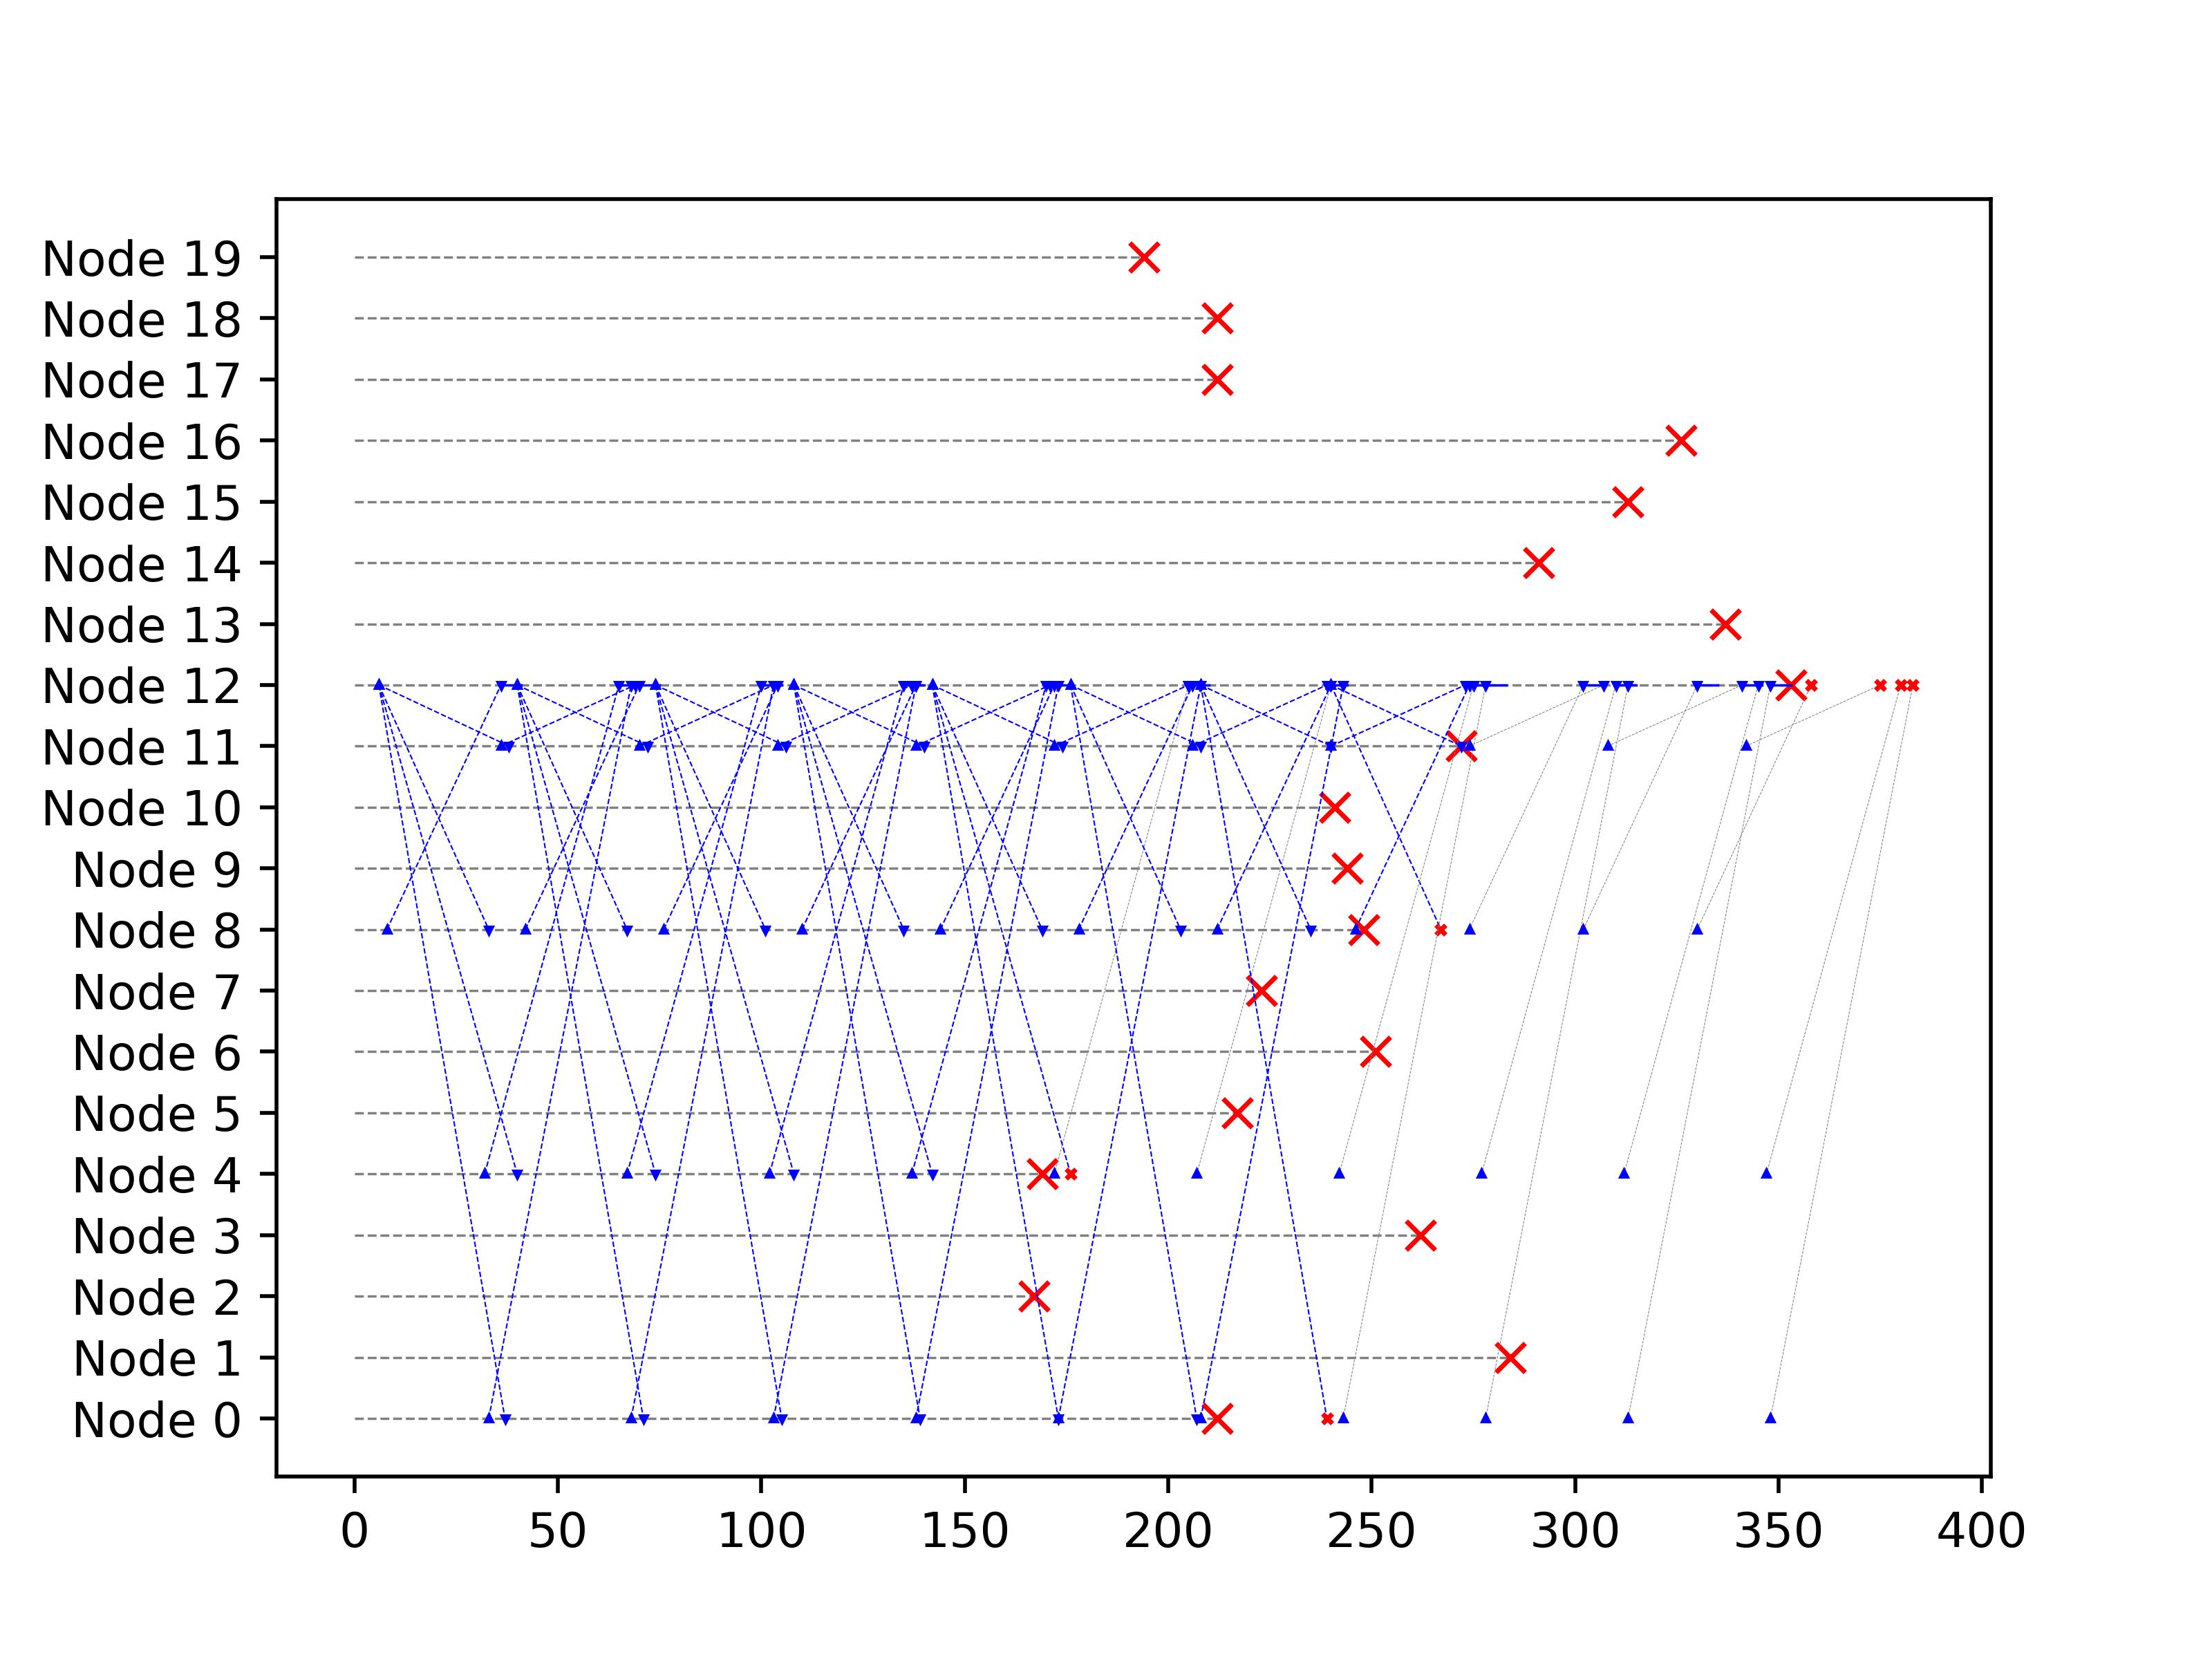 Node 19
Node 18
Node 17
Node 16
Node 15
Node 14
Node 13
Node 12
Node 11
Node 10
Node 9
Node 8
Node 7
Node 6
Node 5
Node 4
Node 3
Node 2
Node 1
Node 0
0 50 100 150 200 250 300 350 400